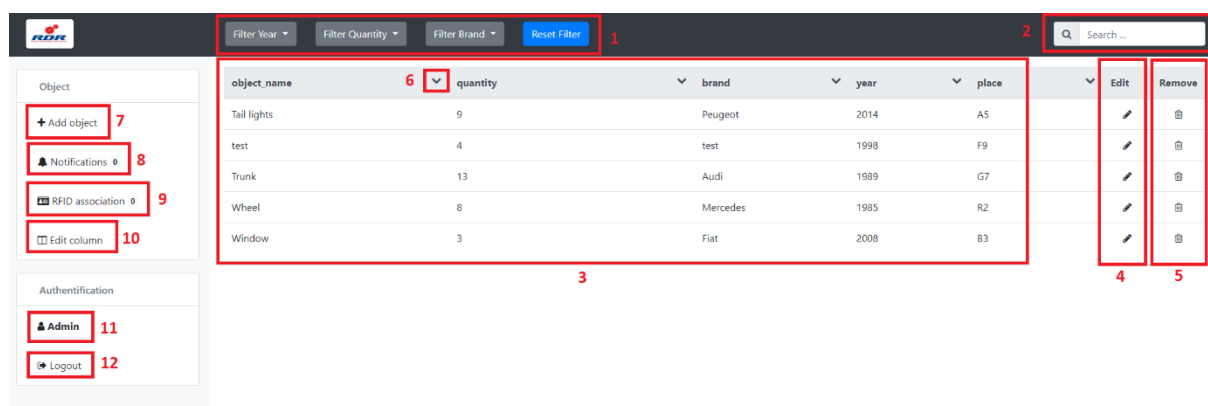 RDR
Filter Year Filter Quantity Filter Brand Reset Filter 1 2 Search ...
Object
7 + Add object
Notifications 0 8
RFID association 0 9
Edit column 10
Authentification
Admin 11
Logout 12
object_name 6 quantity brand year place Edit Remove
Tail lights 9 Peugeot 2014 A5
test 4 test 1998 F9
Trunk 13 Audi 1989 G7
Wheel 8 Mercedes 1985 R2
Window 3 Fiat 2008 B3
3 4 5